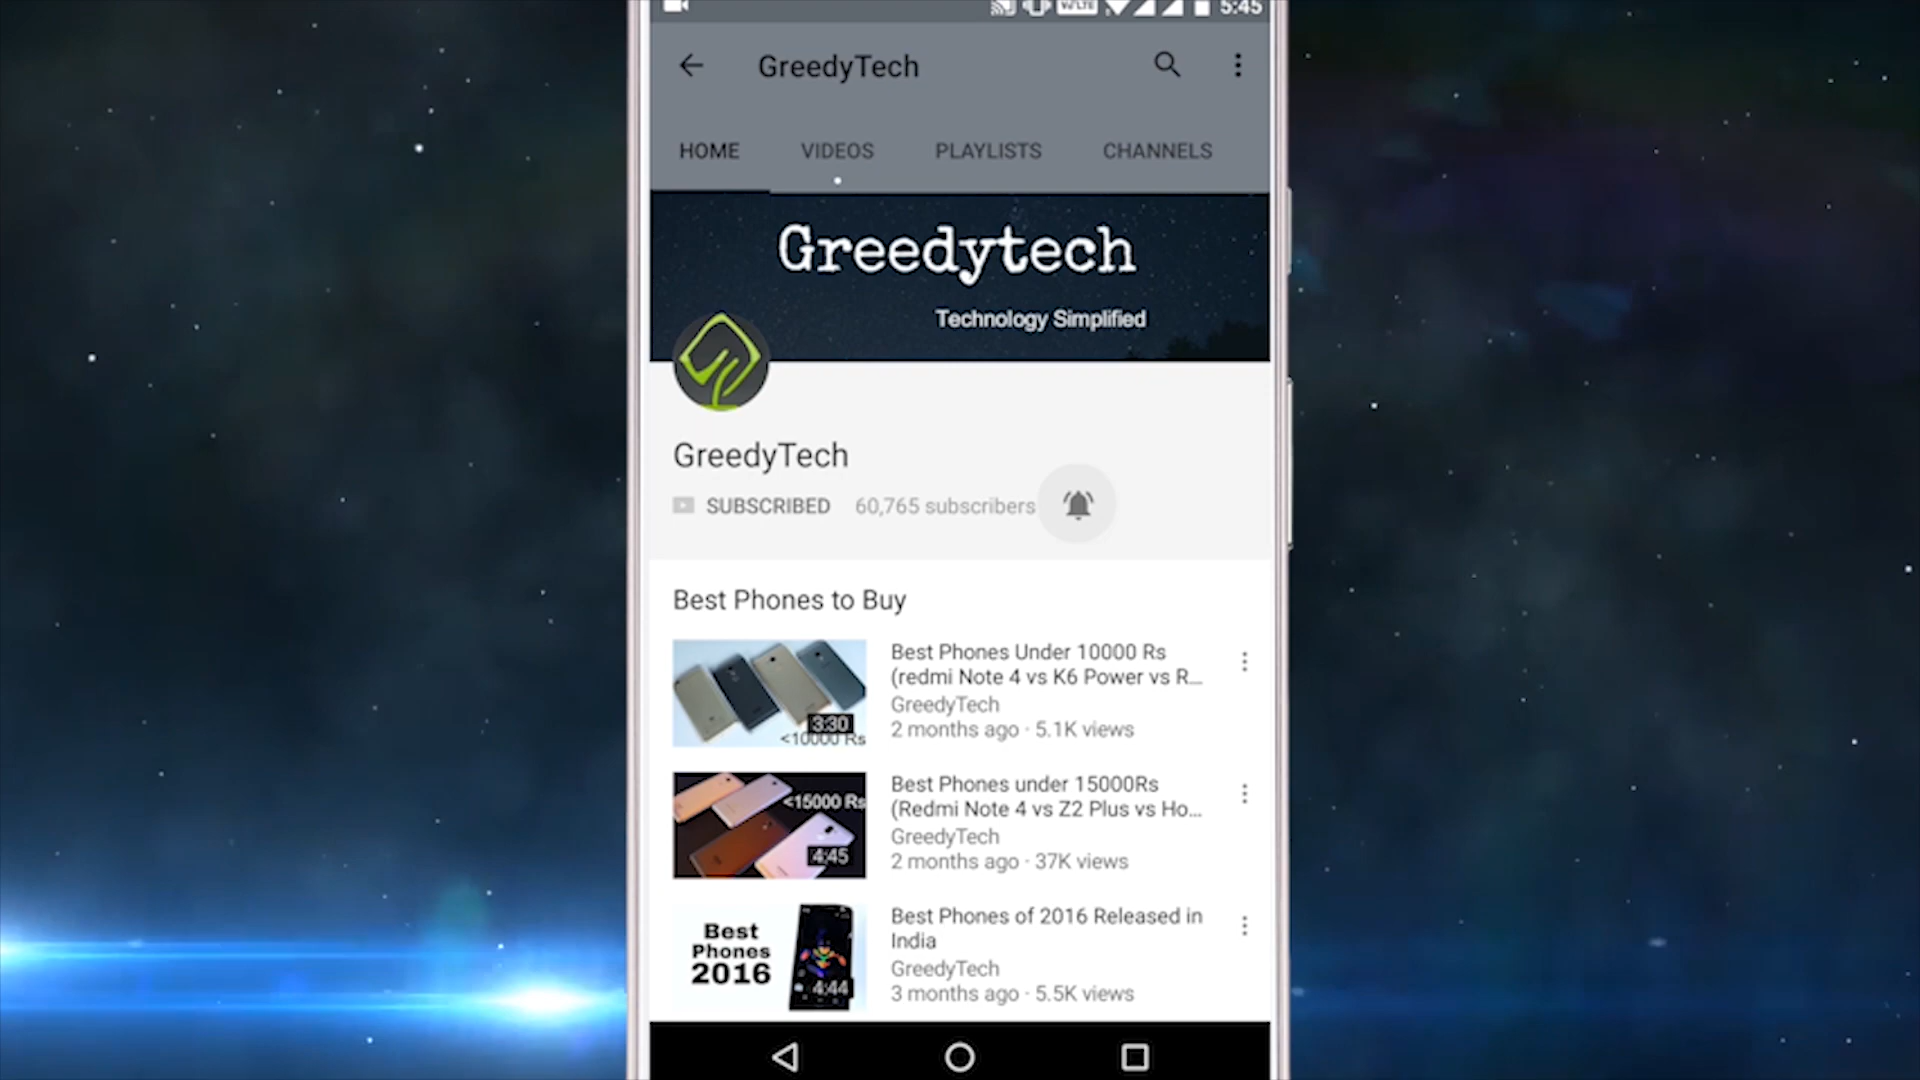 VoLTE 5:45
GreedyTech
HOME VIDEOS PLAYLISTS CHANNELS
Greedytech
Technology Simplified
GreedyTech
SUBSCRIBED 60,765 subscribers
Best Phones to Buy
Best Phones Under 10000 Rs
(redmi Note 4 vs K6 Power vs R...
GreedyTech
2 months ago · 5.1K views
3:30
<10000 Rs
Best Phones under 15000Rs
(Redmi Note 4 vs Z2 Plus vs Ho...
GreedyTech
2 months ago · 37K views
<15000 Rs
4:45
Best Phones of 2016 Released in
India
GreedyTech
3 months ago · 5.5K views
Best
Phones
2016
4:44